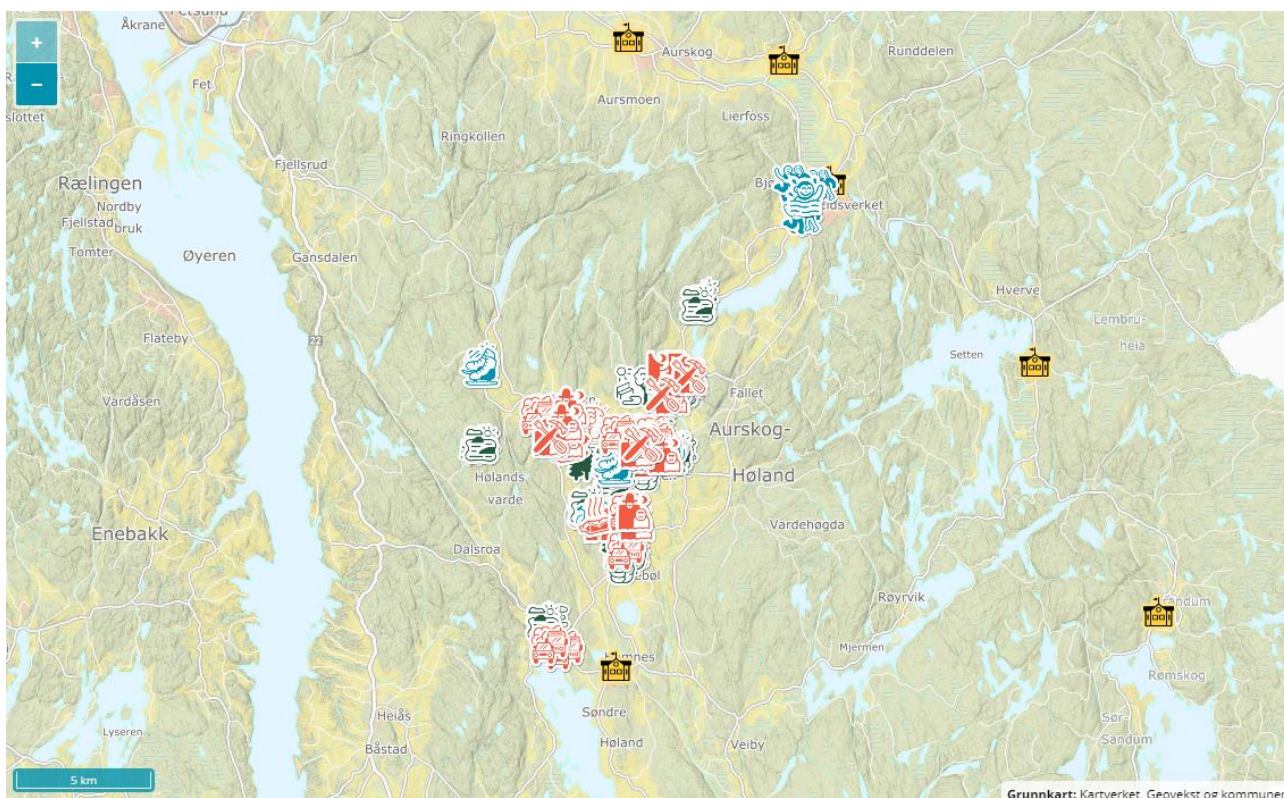 Åkrane
Aurskog
Runddelen
Fet
slottet
Aursmoen
Lierfoss
Ringkollen
Fjellsrud
Rælingen
Nordby
Fjellstad
bruk
Tomter
Øyeren
Gansdalen
22
Hverve
Lembru-
heia
Flateby
Setten
Vardåsen
Fallet
Aurskog-
Høland
Hølands
varde
Enebakk
Vardehøgda
Dalsroa
Røyrvik
Mjermen
Rømskog
Søndre
Høland
Heiås
Båstad
Lyseren
Sør-
Sandum
Veiby
5 km
Grunnkart: Kartverket, Geovekst og kommuner